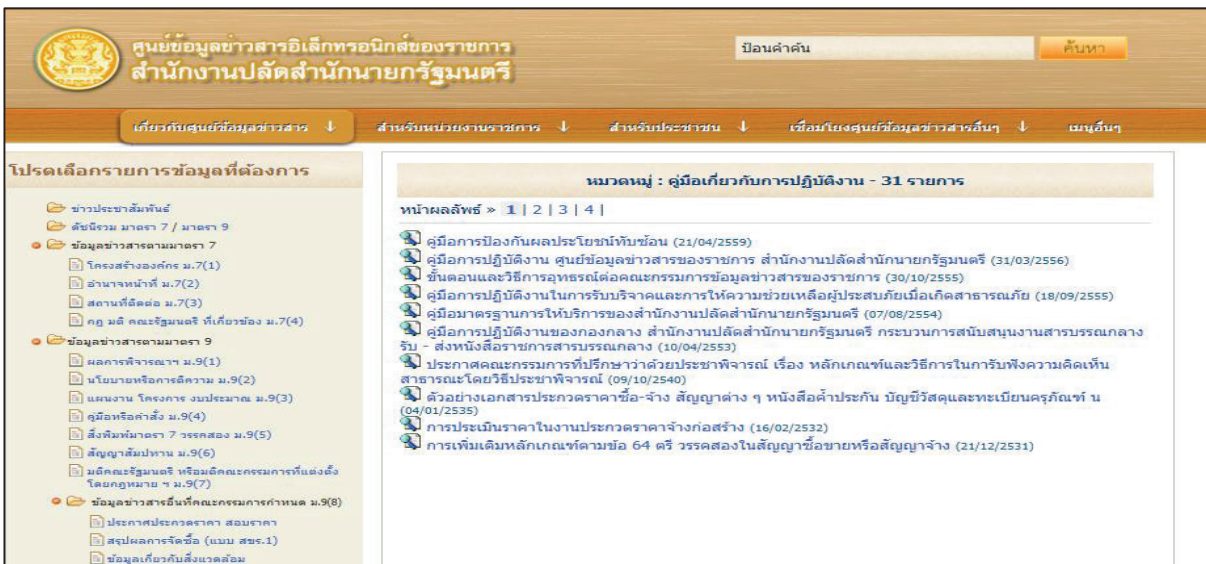 ศูนย์ข้อมูลข่าวสารอิเล็กทรอนิกส์ของราชการ
สำนักงานปลัดสำนักนายกรัฐมนตรี
ป้อนคำค้น
ค้นหา
เกี่ยวกับศูนย์ข้อมูลข่าวสาร ↓ สำหรับหน่วยงานราชการ ↓ สำหรับประชาชน ↓ เชื่อมโยงศูนย์ข้อมูลข่าวสารอื่นๆ ↓ เมนูอื่นๆ
โปรดเลือกรายการข้อมูลที่ต้องการ
ข่าวประชาสัมพันธ์
ดัชนีรวม มาตรา 7 / มาตรา 9
ข้อมูลข่าวสารตามมาตรา 7
โครงสร้างองค์กร ม.7(1)
อำนาจหน้าที่ ม.7(2)
สถานที่ติดต่อ ม.7(3)
กฎ มติ คณะรัฐมนตรี ที่เกี่ยวข้อง ม.7(4)
ข้อมูลข่าวสารตามมาตรา 9
ผลการพิจารณาฯ ม.9(1)
นโยบายหรือการตีความ ม.9(2)
แผนงาน โครงการ งบประมาณ ม.9(3)
คู่มือหรือคำสั่ง ม.9(4)
สิ่งพิมพ์มาตรา 7 วรรคสอง ม.9(5)
สัญญาสัมปทาน ม.9(6)
มติคณะรัฐมนตรี หรือมติคณะกรรมการที่แต่งตั้ง
โดยกฎหมาย ฯ ม.9(7)
ข้อมูลข่าวสารอื่นที่คณะกรรมการกำหนด ม.9(8)
ประกาศประกวดราคา สอบราคา
สรุปผลการจัดซื้อ (แบบ สขร.1)
ข้อมูลเกี่ยวกับสิ่งแวดล้อม
หมวดหมู่ : คู่มือเกี่ยวกับการปฏิบัติงาน - 31 รายการ
หน้าผลลัพธ์ » 1 | 2 | 3 | 4 |
คู่มือการป้องกันผลประโยชน์ทับซ้อน (21/04/2559)
คู่มือการปฏิบัติงาน ศูนย์ข้อมูลข่าวสารของราชการ สำนักงานปลัดสำนักนายกรัฐมนตรี (31/03/2556)
ขั้นตอนและวิธีการอุทธรณ์ต่อคณะกรรมการข้อมูลข่าวสารของราชการ (30/10/2555)
คู่มือการปฏิบัติงานในการรับบริจาคและการให้ความช่วยเหลือผู้ประสบภัยเมื่อเกิดสาธารณภัย (18/09/2555)
คู่มือมาตรฐานการให้บริการของสำนักงานปลัดสำนักนายกรัฐมนตรี (07/08/2554)
คู่มือการปฏิบัติงานของกองกลาง สำนักงานปลัดสำนักนายกรัฐมนตรี กระบวนการสนับสนุนงานสารบรรณกลาง
รับ - ส่งหนังสือราชการสารบรรณกลาง (10/04/2553)
ประกาศคณะกรรมการที่ปรึกษาว่าด้วยประชาพิจารณ์ เรื่อง หลักเกณฑ์และวิธีการในการับฟังความคิดเห็น
สาธารณะโดยวิธีประชาพิจารณ์ (09/10/2540)
ตัวอย่างเอกสารประกวดราคาซื้อ-จ้าง สัญญาต่าง ๆ หนังสือค้ำประกัน บัญชีวัสดุและทะเบียนครุภัณฑ์ น
(04/01/2535)
การประเมินราคาในงานประกวดราคาจ้างก่อสร้าง (16/02/2532)
การเพิ่มเติมหลักเกณฑ์ตามข้อ 64 ตรี วรรคสองในสัญญาซื้อขายหรือสัญญาจ้าง (21/12/2531)